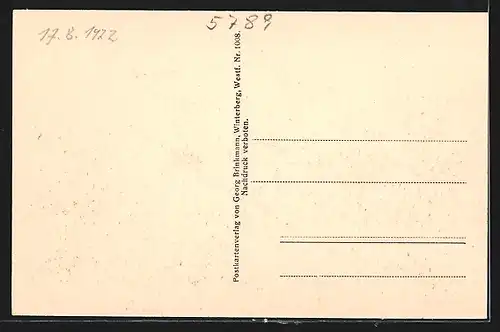 17.8.1922
5789
Postkartenverlag von Georg Brinkmann, Winterberg, Westf. Nr. 1008.
Nachdruck verboten.